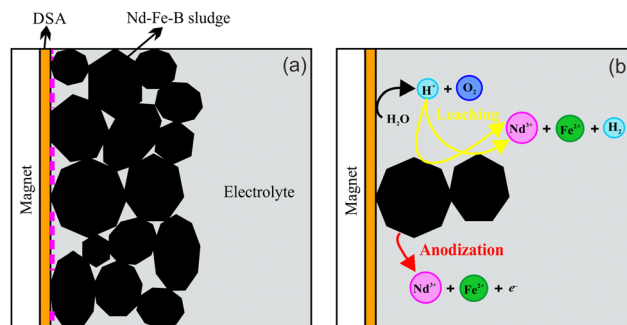 DSA
Nd-Fe-B sludge
(a)
Magnet
Electrolyte
(b)
H⁺ + O₂
H₂O
Leaching
Nd³⁺ + Fe²⁺ + H₂
Magnet
Anodization
Nd³⁺ + Fe²⁺ + e⁻